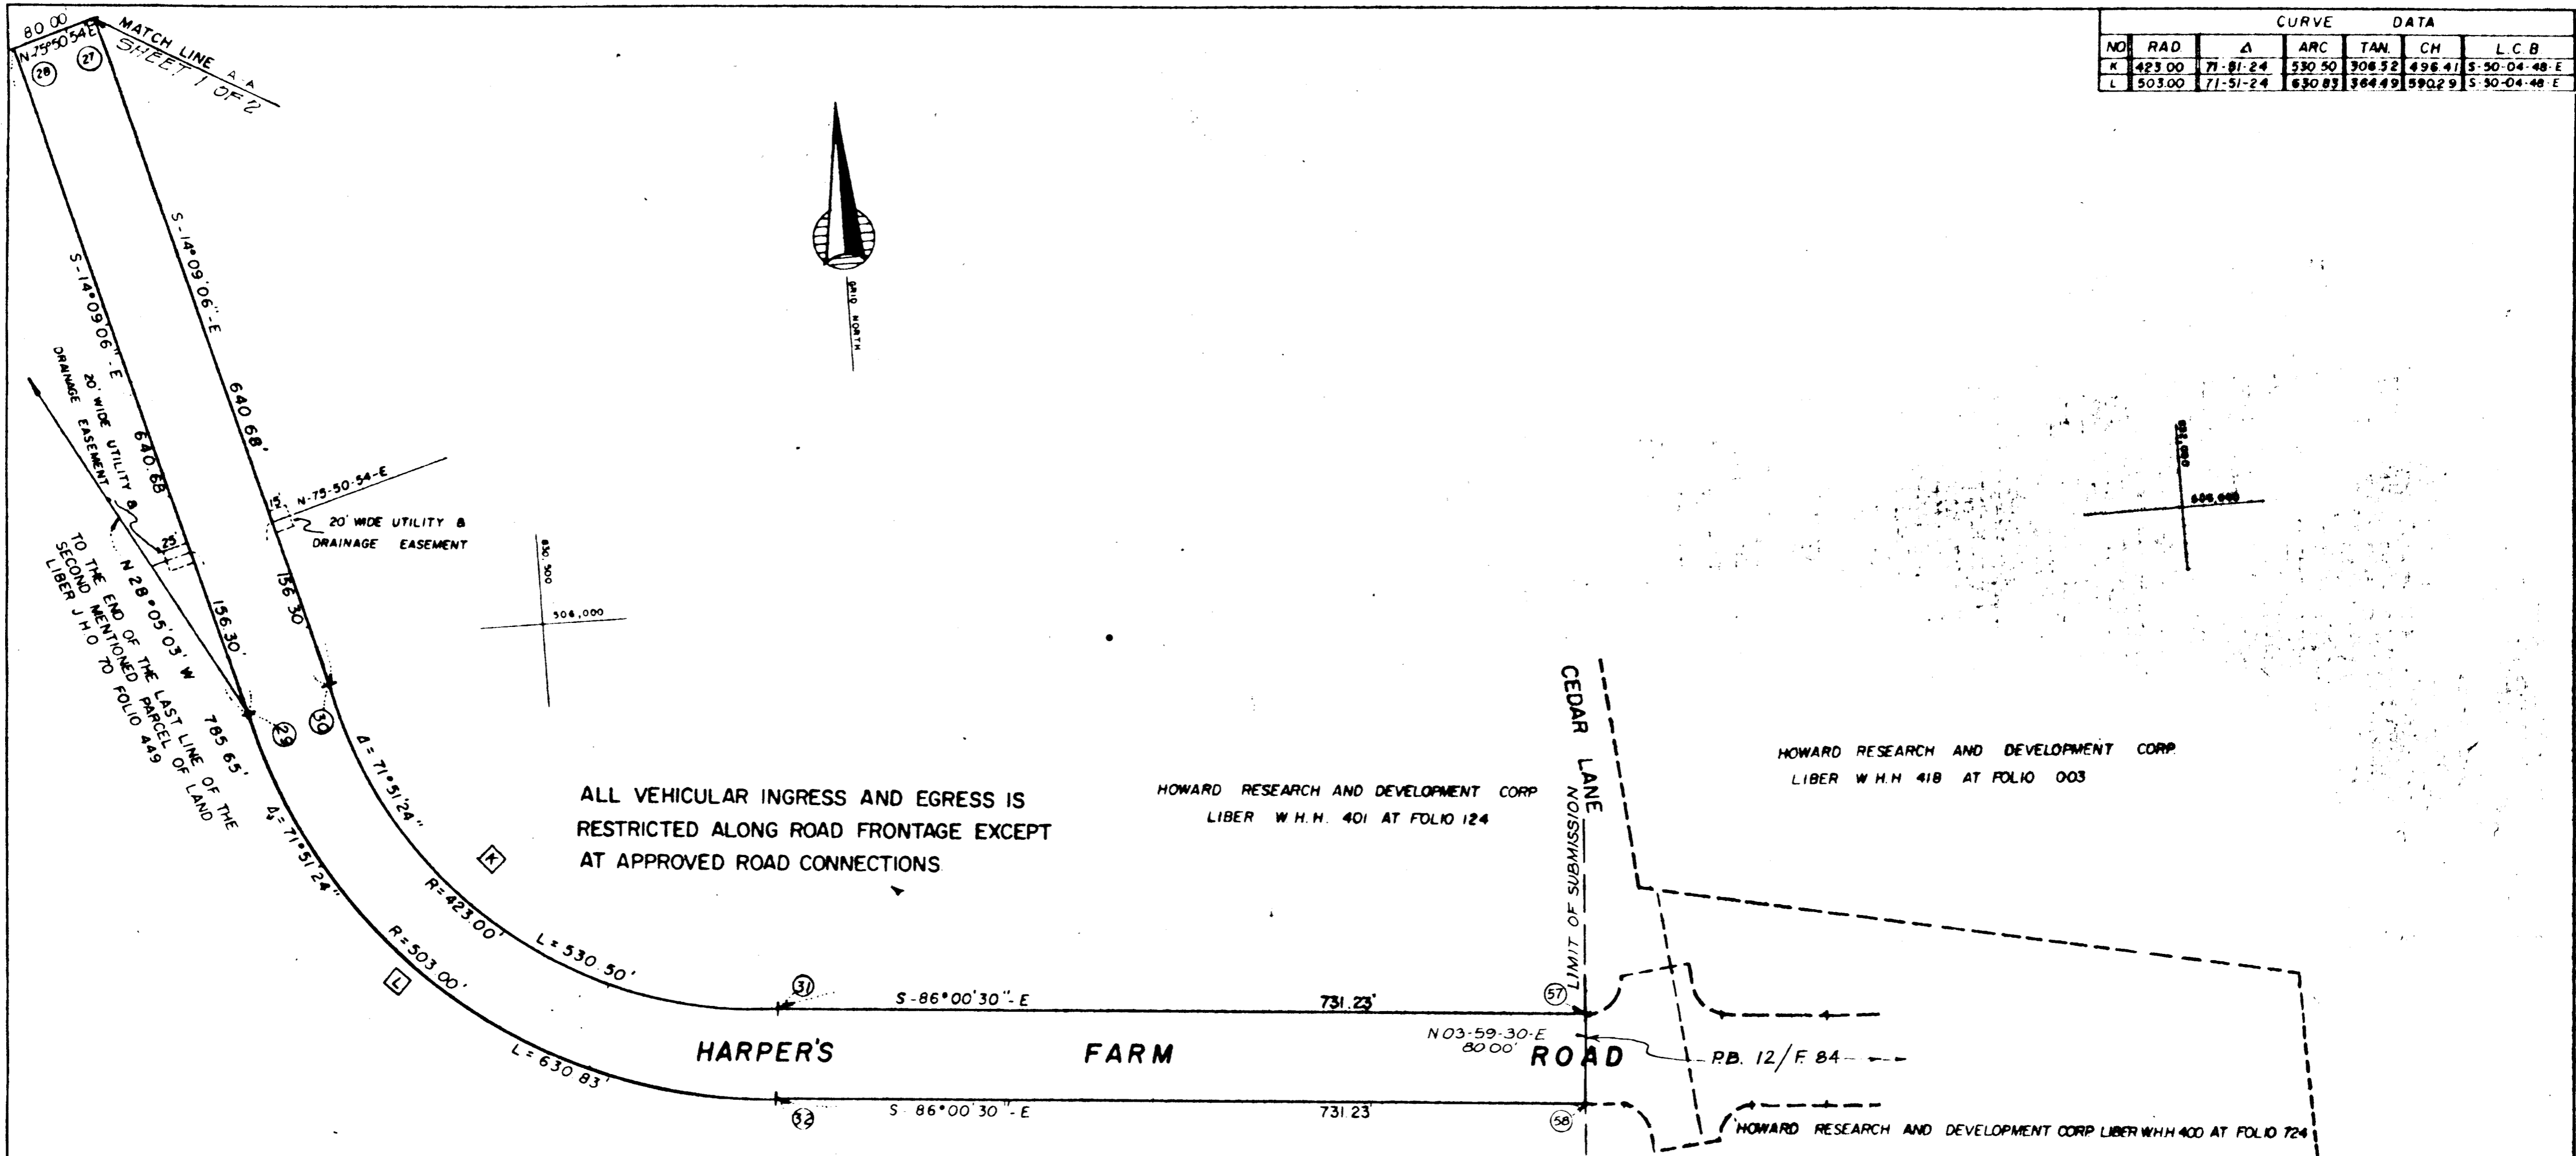 CURVE DATA
NO RAD. Δ ARC TAN. CH L.C.B
K 423.00 71-51-24 530.50 306.52 496.41 S-50-04-48-E
L 503.00 71-51-24 630.83 364.49 590.29 S-50-04-48-E
80 00
N-75°50'54"E
28
27
MATCH LINE A-A
SHEET 1 OF 2
S-14°09'06"-E
640 68'
S-14°09'06"-E
640.68'
20' WIDE UTILITY &
DRAINAGE EASEMENT
GRID NORTH
15'
N-75-50-54-E
20' WIDE UTILITY &
DRAINAGE EASEMENT
25'
156.30'
156 30'
N 28°05'03" W 785 65'
TO THE END OF THE LAST LINE OF THE
SECOND MENTIONED PARCEL OF LAND
LIBER J.H.O 70 FOLIO 449
830,500
506,000
29
30
Δ = 71°51'24"
Δ = 71°51'24"
K
R=423.00'
L = 530.50'
L
R=503.00'
L = 630 83'
ALL VEHICULAR INGRESS AND EGRESS IS
RESTRICTED ALONG ROAD FRONTAGE EXCEPT
AT APPROVED ROAD CONNECTIONS
HOWARD RESEARCH AND DEVELOPMENT CORP
LIBER W.H.H. 401 AT FOLIO 124
CEDAR LANE
LIMIT OF SUBMISSION
HOWARD RESEARCH AND DEVELOPMENT CORP.
LIBER W.H.H 418 AT FOLIO 003
31
S-86°00'30"-E
731.23'
57
N 03-59-30-E
80 00'
HARPER'S FARM ROAD
P.B. 12/F. 84
32
S-86°00'30"-E
731.23'
58
HOWARD RESEARCH AND DEVELOPMENT CORP. LIBER WHH 400 AT FOLIO 724